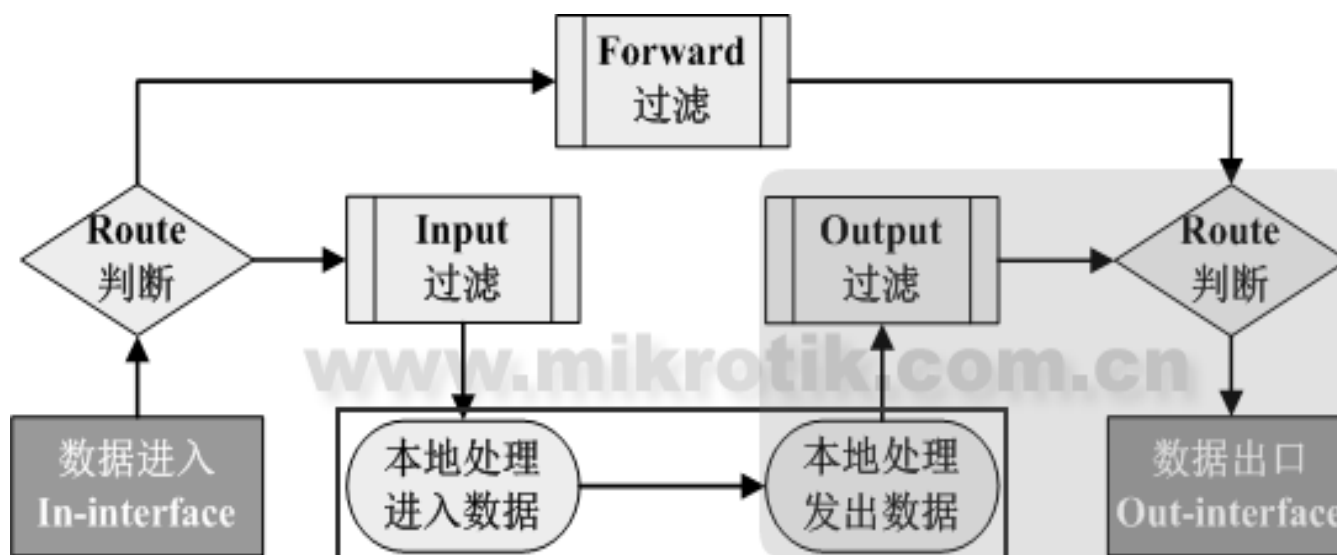 Forward
过滤
Route
判断
Input
过滤
Output
过滤
Route
判断
www.mikrotik.com.cn
数据进入
In-interface
本地处理
进入数据
本地处理
发出数据
数据出口
Out-interface